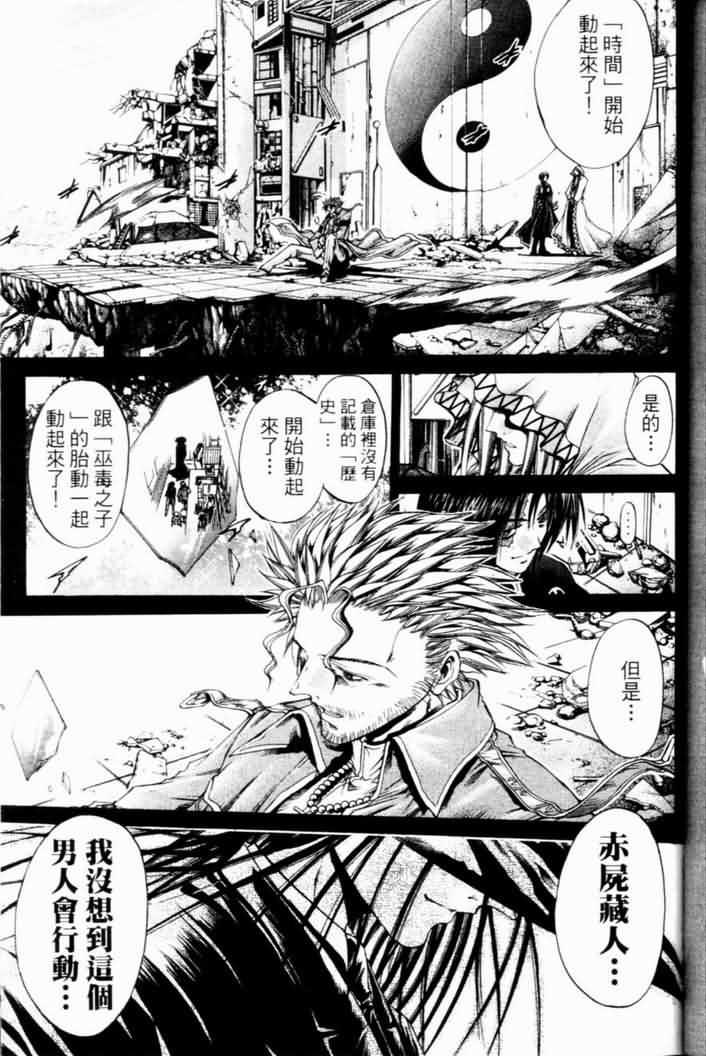 「時間」開始
動起來了！
是的…
…
倉庫裡沒有
記載的「歷
史」…
開始動起
來了…
跟「巫毒之子
」的胎動一起
動起來了！
但是…
赤屍藏人…
我沒想到這個
男人會行動…